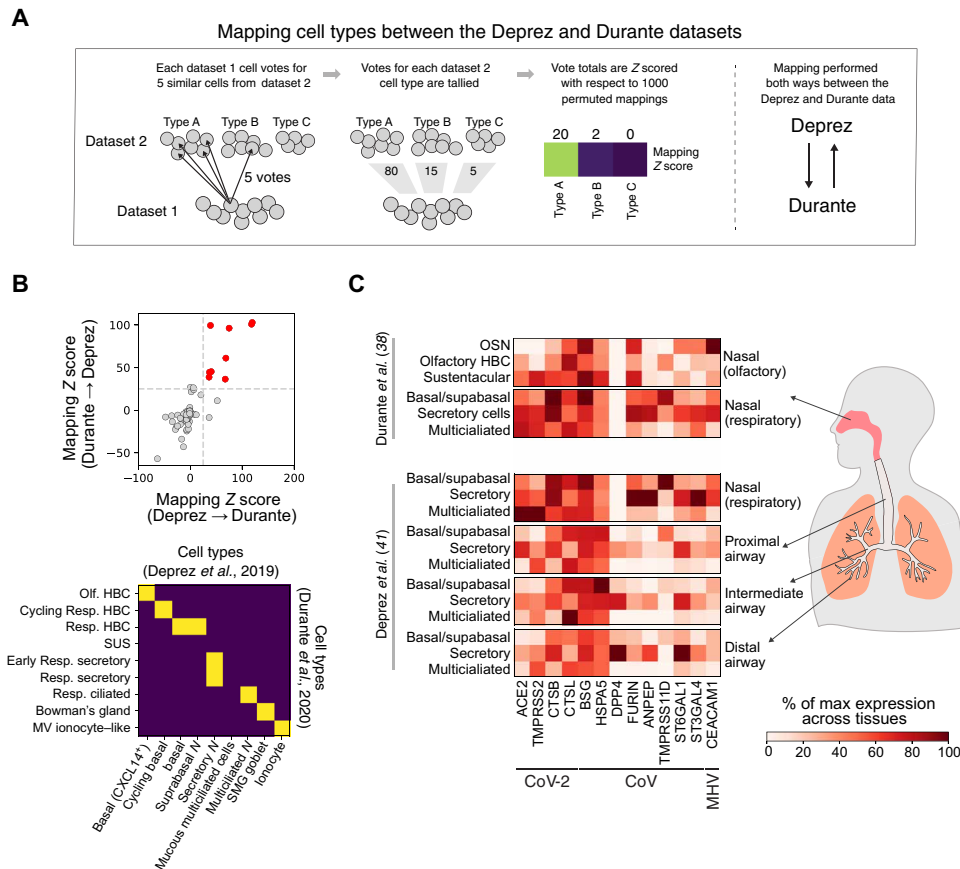 A
Mapping cell types between the Deprez and Durante datasets
Each dataset 1 cell votes for
5 similar cells from dataset 2
Votes for each dataset 2
cell type are tallied
Vote totals are Z scored
with respect to 1000
permuted mappings
Mapping performed
both ways between the
Deprez and Durante data
Dataset 2
Type A
Type B
Type C
5 votes
Dataset 1
Type A
Type B
Type C
80
15
5
20
2
0
Mapping
Z score
Type A
Type B
Type C
Deprez
Durante
B
Mapping Z score
(Durante → Deprez)
100
50
0
−50
−100
0
100
200
Mapping Z score
(Deprez → Durante)
Cell types
(Deprez et al., 2019)
Olf. HBC
Cycling Resp. HBC
Resp. HBC
SUS
Early Resp. secretory
Resp. secretory
Resp. ciliated
Bowman's gland
MV ionocyte–like
Cell types
(Durante et al., 2020)
Basal (CXCL14+)
Cycling basal
basal
Suprabasal N
Secretory N
Mucous multiciliated cells
Multiciliated N
SMG goblet
Ionocyte
C
Durante et al. (38)
OSN
Olfactory HBC
Sustentacular
Nasal
(olfactory)
Basal/supabasal
Secretory cells
Multiciliated
Nasal
(respiratory)
Deprez et al. (41)
Basal/supabasal
Secretory
Multicialiated
Nasal
(respiratory)
Basal/supabasal
Secretory
Multiciliated
Proximal
airway
Basal/supabasal
Secretory
Multicialiated
Intermediate
airway
Basal/supabasal
Secretory
Multicialiated
Distal
airway
ACE2
TMPRSS2
CTSB
CTSL
BSG
HSPA5
DPP4
FURIN
ANPEP
TMPRSS11D
ST6GAL1
ST3GAL4
CEACAM1
CoV-2
CoV
MHV
% of max expression
across tissues
0 20 40 60 80 100